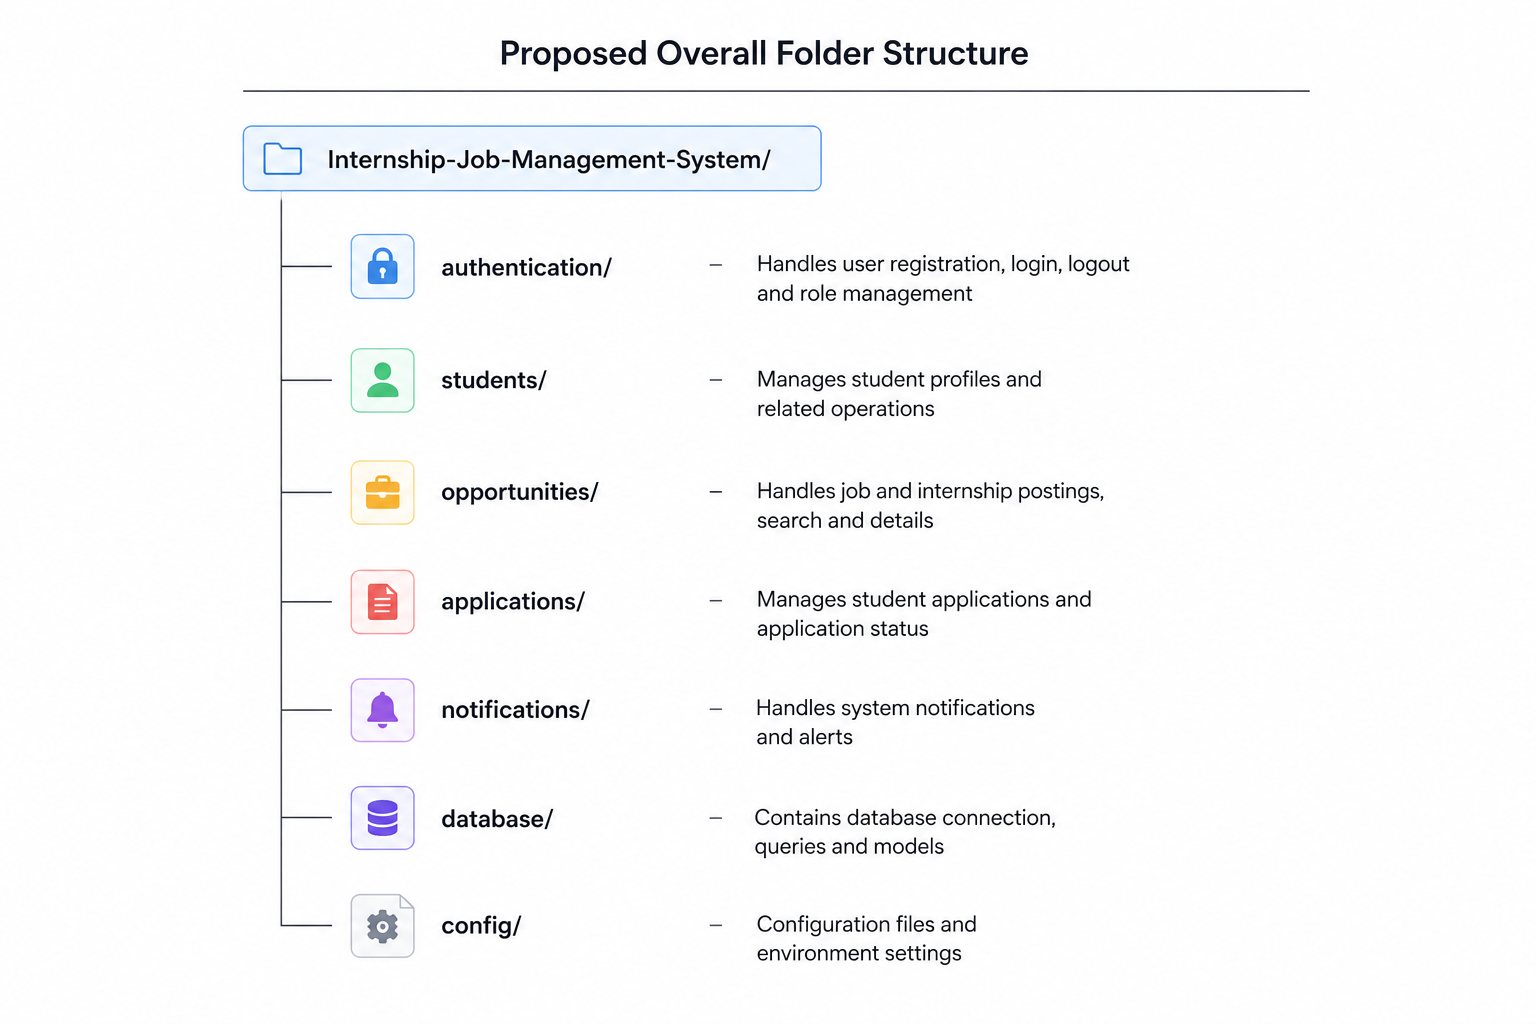 Proposed Overall Folder Structure
Internship-Job-Management-System/
authentication/ – Handles user registration, login, logout
and role management
students/ – Manages student profiles and
related operations
opportunities/ – Handles job and internship postings,
search and details
applications/ – Manages student applications and
application status
notifications/ – Handles system notifications
and alerts
database/ – Contains database connection,
queries and models
config/ – Configuration files and
environment settings